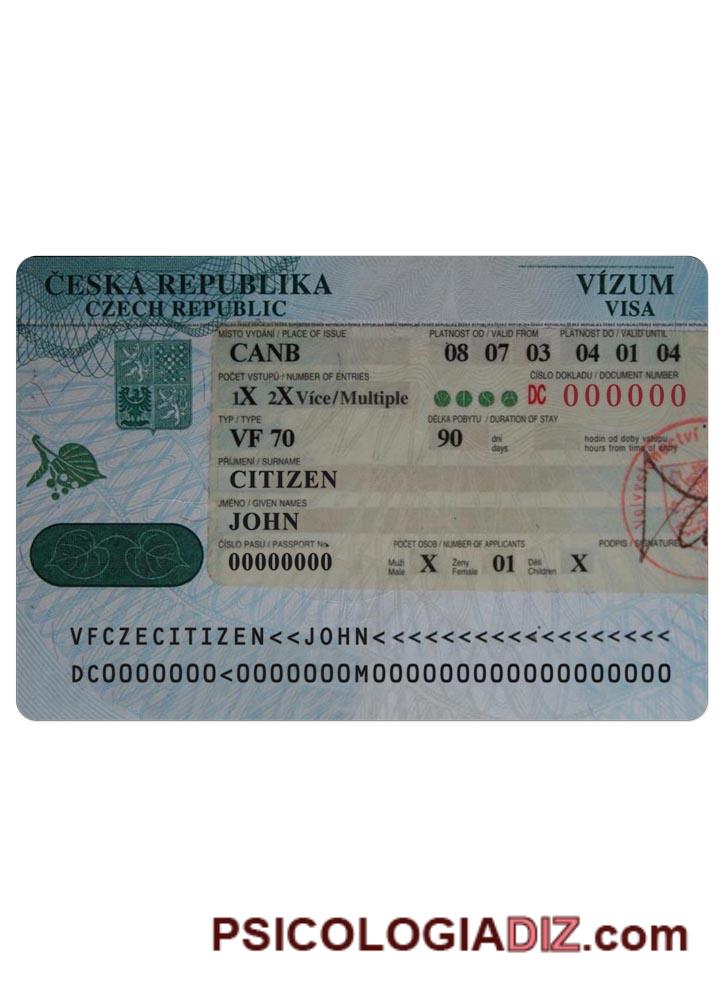 ČESKÁ REPUBLIKA
CZECH REPUBLIC
VÍZUM
VISA
MÍSTO VYDÁNÍ / PLACE OF ISSUE
CANB
PLATNOST OD / VALID FROM
08 07 03
PLATNOST DO / VALID UNTIL
04 01 04
POČET VSTUPŮ / NUMBER OF ENTRIES
1X 2X Více/Multiple
ČÍSLO DOKLADU / DOCUMENT NUMBER
DC 000000
TYP / TYPE
VF 70
DÉLKA POBYTU / DURATION OF STAY
90
dní
days
hodin od doby vstupu
hours from time of entry
PŘÍJMENÍ / SURNAME
CITIZEN
JMÉNO / GIVEN NAMES
JOHN
ČÍSLO PASU / PASSPORT No.
00000000
POČET OSOB / NUMBER OF APPLICANTS
Muži
Male
X
Ženy
Female
01
Děti
Children
X
PODPIS / SIGNATURE
VFCZECITIZEN<<JOHN<<<<<<<<<<<<<<<<<
DC0000000<0000000M00000000000000000
PSICOLOGIADIZ.com